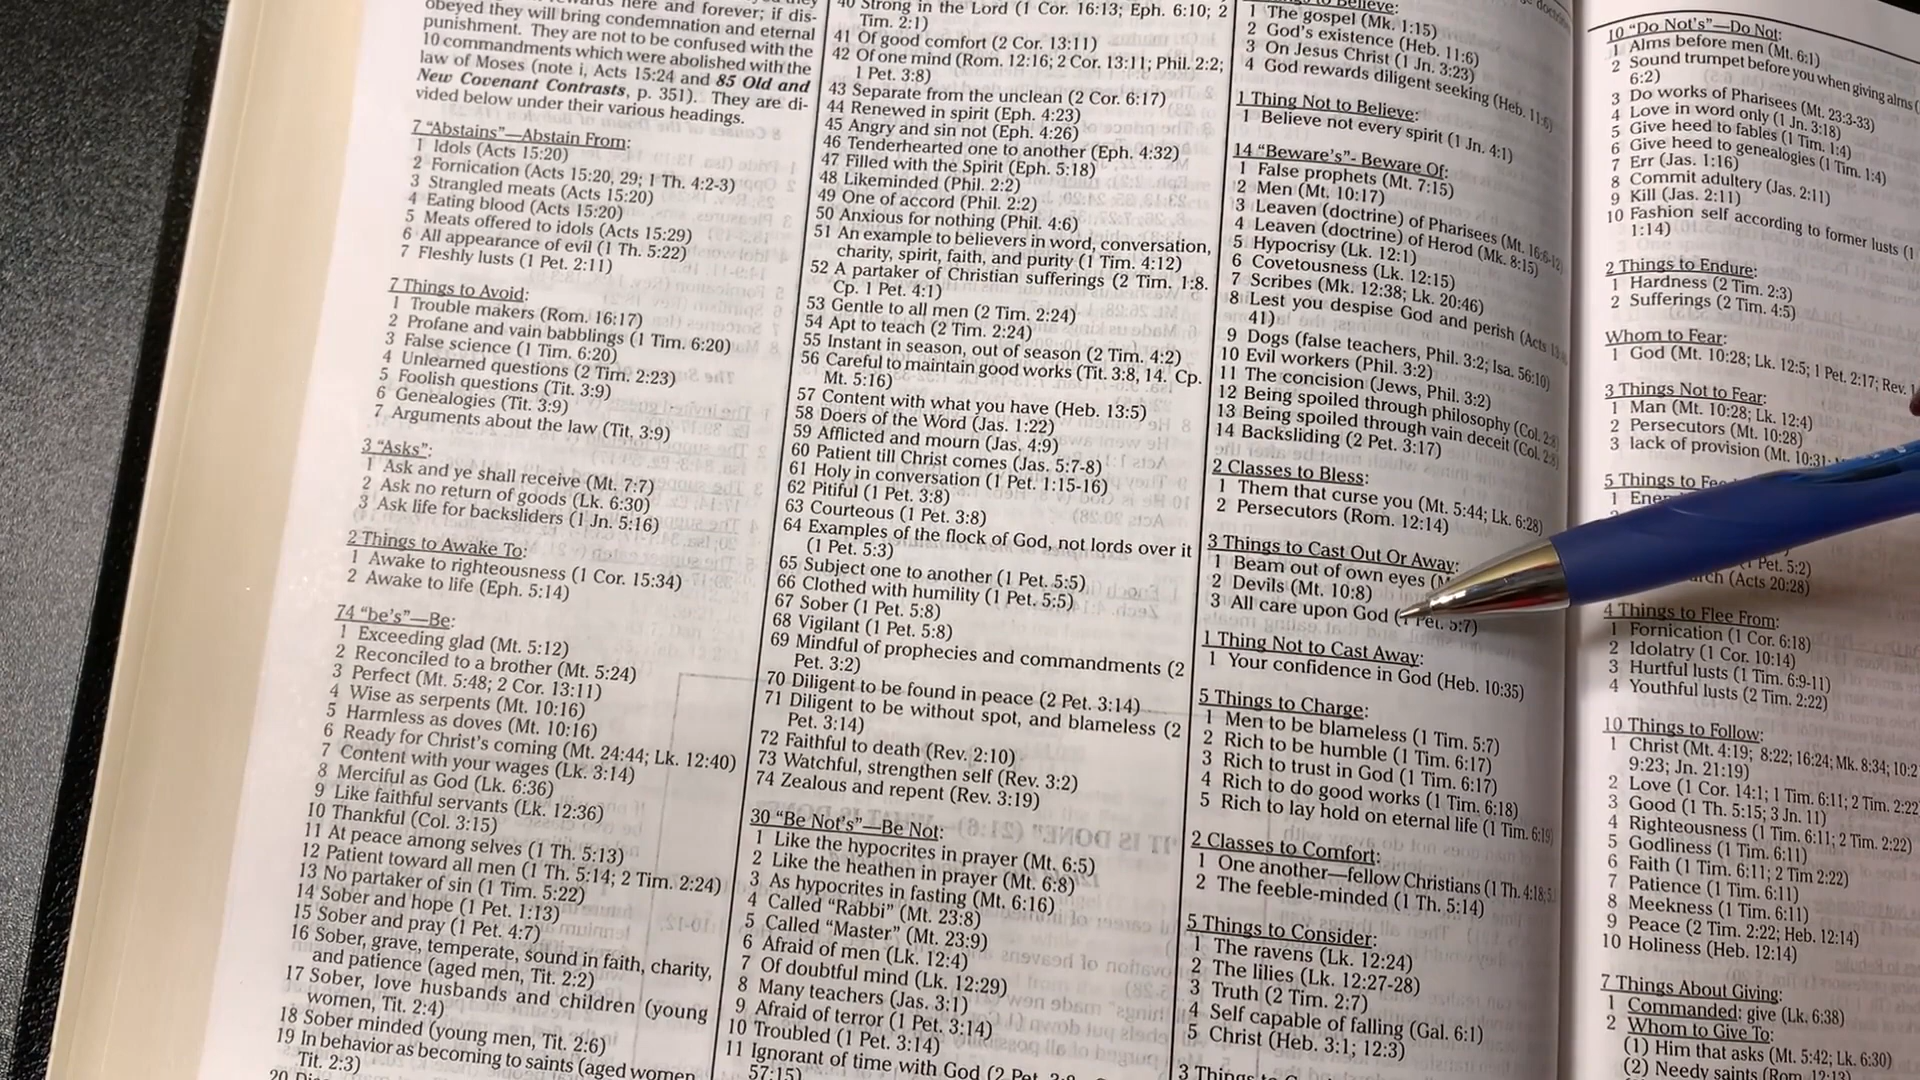 obeyed they will bring condemnation and eternal
punishment. They are not to be confused with the
10 commandments which were abolished with the
law of Moses (note i, Acts 15:24 and 85 Old and
New Covenant Contrasts, p. 351). They are di-
vided below under their various headings.
7 "Abstains"—Abstain From:
1 Idols (Acts 15:20)
2 Fornication (Acts 15:20, 29; 1 Th. 4:2-3)
3 Strangled meats (Acts 15:20)
4 Eating blood (Acts 15:20)
5 Meats offered to idols (Acts 15:29)
6 All appearance of evil (1 Th. 5:22)
7 Fleshly lusts (1 Pet. 2:11)
7 Things to Avoid:
1 Trouble makers (Rom. 16:17)
2 Profane and vain babblings (1 Tim. 6:20)
3 False science (1 Tim. 6:20)
4 Unlearned questions (2 Tim. 2:23)
5 Foolish questions (Tit. 3:9)
6 Genealogies (Tit. 3:9)
7 Arguments about the law (Tit, 3:9)
3 "Asks":
1 Ask and ye shall receive (Mt. 7:7)
2 Ask no return of goods (Lk. 6:30)
3 Ask life for backsliders (1 Jn. 5:16)
2 Things to Awake To:
1 Awake to righteousness (1 Cor. 15:34)
2 Awake to life (Eph. 5:14)
74 "be's"—Be:
1 Exceeding glad (Mt. 5:12)
2 Reconciled to a brother (Mt. 5:24)
3 Perfect (Mt. 5:48; 2 Cor. 13:11)
4 Wise as serpents (Mt. 10:16)
5 Harmless as doves (Mt. 10:16)
6 Ready for Christ's coming (Mt. 24:44; Lk. 12:40)
7 Content with your wages (Lk. 3:14)
8 Merciful as God (Lk. 6:36)
9 Like faithful servants (Lk. 12:36)
10 Thankful (Col. 3:15)
11 At peace among selves (1 Th. 5:13)
12 Patient toward all men (1 Th. 5:14; 2 Tim. 2:24)
13 No partaker of sin (1 Tim. 5:22)
14 Sober and hope (1 Pet. 1:13)
15 Sober and pray (1 Pet. 4:7)
16 Sober, grave, temperate, sound in faith, charity,
and patience (aged men, Tit. 2:2)
17 Sober, love husbands and children (young
women, Tit. 2:4)
18 Sober minded (young men, Tit. 2:6)
19 In behavior as becoming to saints (aged women,
Tit. 2:3)
40 Strong in the Lord (1 Cor. 16:13; Eph. 6:10; 2
Tim. 2:1)
41 Of good comfort (2 Cor. 13:11)
42 Of one mind (Rom. 12:16; 2 Cor. 13:11; Phil. 2:2;
1 Pet. 3:8)
43 Separate from the unclean (2 Cor. 6:17)
44 Renewed in spirit (Eph. 4:23)
45 Angry and sin not (Eph. 4:26)
46 Tenderhearted one to another (Eph. 4:32)
47 Filled with the Spirit (Eph. 5:18)
48 Likeminded (Phil. 2:2)
49 One of accord (Phil. 2:2)
50 Anxious for nothing (Phil. 4:6)
51 An example to believers in word, conversation,
charity, spirit, faith, and purity (1 Tim. 4:12)
52 A partaker of Christian sufferings (2 Tim. 1:8.
Cp. 1 Pet. 4:1)
53 Gentle to all men (2 Tim. 2:24)
54 Apt to teach (2 Tim. 2:24)
55 Instant in season, out of season (2 Tim. 4:2)
56 Careful to maintain good works (Tit. 3:8, 14. Cp.
Mt. 5:16)
57 Content with what you have (Heb. 13:5)
58 Doers of the Word (Jas. 1:22)
59 Afflicted and mourn (Jas. 4:9)
60 Patient till Christ comes (Jas. 5:7-8)
61 Holy in conversation (1 Pet. 1:15-16)
62 Pitiful (1 Pet. 3:8)
63 Courteous (1 Pet. 3:8)
64 Examples of the flock of God, not lords over it
(1 Pet. 5:3)
65 Subject one to another (1 Pet. 5:5)
66 Clothed with humility (1 Pet. 5:5)
67 Sober (1 Pet. 5:8)
68 Vigilant (1 Pet. 5:8)
69 Mindful of prophecies and commandments (2
Pet. 3:2)
70 Diligent to be found in peace (2 Pet. 3:14)
71 Diligent to be without spot, and blameless (2
Pet. 3:14)
72 Faithful to death (Rev. 2:10)
73 Watchful, strengthen self (Rev. 3:2)
74 Zealous and repent (Rev. 3:19)
30 "Be Not's"—Be Not:
1 Like the hypocrites in prayer (Mt. 6:5)
2 Like the heathen in prayer (Mt. 6:8)
3 As hypocrites in fasting (Mt. 6:16)
4 Called "Rabbi" (Mt. 23:8)
5 Called "Master" (Mt. 23:9)
6 Afraid of men (Lk. 12:4)
7 Of doubtful mind (Lk. 12:29)
8 Many teachers (Jas. 3:1)
9 Afraid of terror (1 Pet. 3:14)
10 Troubled (1 Pet. 3:14)
11 Ignorant of time with God (2 Pet.
57:15)
1 The gospel (Mk. 1:15)
2 God's existence (Heb. 11:6)
3 On Jesus Christ (1 Jn. 3:23)
4 God rewards diligent seeking (Heb. 11:6)
1 Thing Not to Believe:
1 Believe not every spirit (1 Jn. 4:1)
14 "Beware's"- Beware Of:
1 False prophets (Mt. 7:15)
2 Men (Mt. 10:17)
3 Leaven (doctrine) of Pharisees (Mt. 16:6-12)
4 Leaven (doctrine) of Herod (Mk. 8:15)
5 Hypocrisy (Lk. 12:1)
6 Covetousness (Lk. 12:15)
7 Scribes (Mk. 12:38; Lk. 20:46)
8 Lest you despise God and perish (Acts
41)
9 Dogs (false teachers, Phil. 3:2; Isa. 56:10)
10 Evil workers (Phil. 3:2)
11 The concision (Jews, Phil. 3:2)
12 Being spoiled through philosophy (Col. 2:8)
13 Being spoiled through vain deceit (Col. 2:8)
14 Backsliding (2 Pet. 3:17)
2 Classes to Bless:
1 Them that curse you (Mt. 5:44; Lk. 6:28)
2 Persecutors (Rom. 12:14)
3 Things to Cast Out Or Away:
1 Beam out of own eyes
2 Devils (Mt. 10:8)
3 All care upon God (1 Pet. 5:7)
1 Thing Not to Cast Away:
1 Your confidence in God (Heb. 10:35)
5 Things to Charge:
1 Men to be blameless (1 Tim. 5:7)
2 Rich to be humble (1 Tim. 6:17)
3 Rich to trust in God (1 Tim. 6:17)
4 Rich to do good works (1 Tim. 6:18)
5 Rich to lay hold on eternal life (1 Tim. 6:19)
2 Classes to Comfort:
1 One another—fellow Christians (1 Th. 4:18;
2 The feeble-minded (1 Th. 5:14)
5 Things to Consider:
1 The ravens (Lk. 12:24)
2 The lilies (Lk. 12:27-28)
3 Truth (2 Tim. 2:7)
4 Self capable of falling (Gal. 6:1)
5 Christ (Heb. 3:1; 12:3)
10 "Do Not's"—Do Not:
1 Alms before men (Mt. 6:1)
2 Sound trumpet before you when giving alms
6:2)
3 Do works of Pharisees (Mt. 23:3-33)
4 Love in word only (1 Jn. 3:18)
5 Give heed to fables (1 Tim. 1:4)
6 Give heed to genealogies (1 Tim. 1:4)
7 Err (Jas. 1:16)
8 Commit adultery (Jas. 2:11)
9 Kill (Jas. 2:11)
10 Fashion self according to former lusts (1
1:14)
2 Things to Endure:
1 Hardness (2 Tim. 2:3)
2 Sufferings (2 Tim. 4:5)
Whom to Fear:
1 God (Mt. 10:28; Lk. 12:5; 1 Pet. 2:17; Rev.
3 Things Not to Fear:
1 Man (Mt. 10:28; Lk. 12:4)
2 Persecutors (Mt. 10:28)
3 lack of provision (Mt. 10:31;
5 Things to
1
Pet. 5:2)
(Acts 20:28)
4 Things to Flee From:
1 Fornication (1 Cor. 6:18)
2 Idolatry (1 Cor. 10:14)
3 Hurtful lusts (1 Tim. 6:9-11)
4 Youthful lusts (2 Tim. 2:22)
10 Things to Follow:
1 Christ (Mt. 4:19; 8:22; 16:24; Mk. 8:34; 10:2
9:23; Jn. 21:19)
2 Love (1 Cor. 14:1; 1 Tim. 6:11; 2 Tim. 2:22
3 Good (1 Th. 5:15; 3 Jn. 11)
4 Righteousness (1 Tim. 6:11; 2 Tim. 2:22)
5 Godliness (1 Tim. 6:11)
6 Faith (1 Tim. 6:11; 2 Tim 2:22)
7 Patience (1 Tim. 6:11)
8 Meekness (1 Tim. 6:11)
9 Peace (2 Tim. 2:22; Heb. 12:14)
10 Holiness (Heb. 12:14)
7 Things About Giving:
1 Commanded: give (Lk. 6:38)
2 Whom to Give To:
(1) Him that asks (Mt. 5:42; Lk. 6:30)
(2) Needy saints (Rom. 12:13)